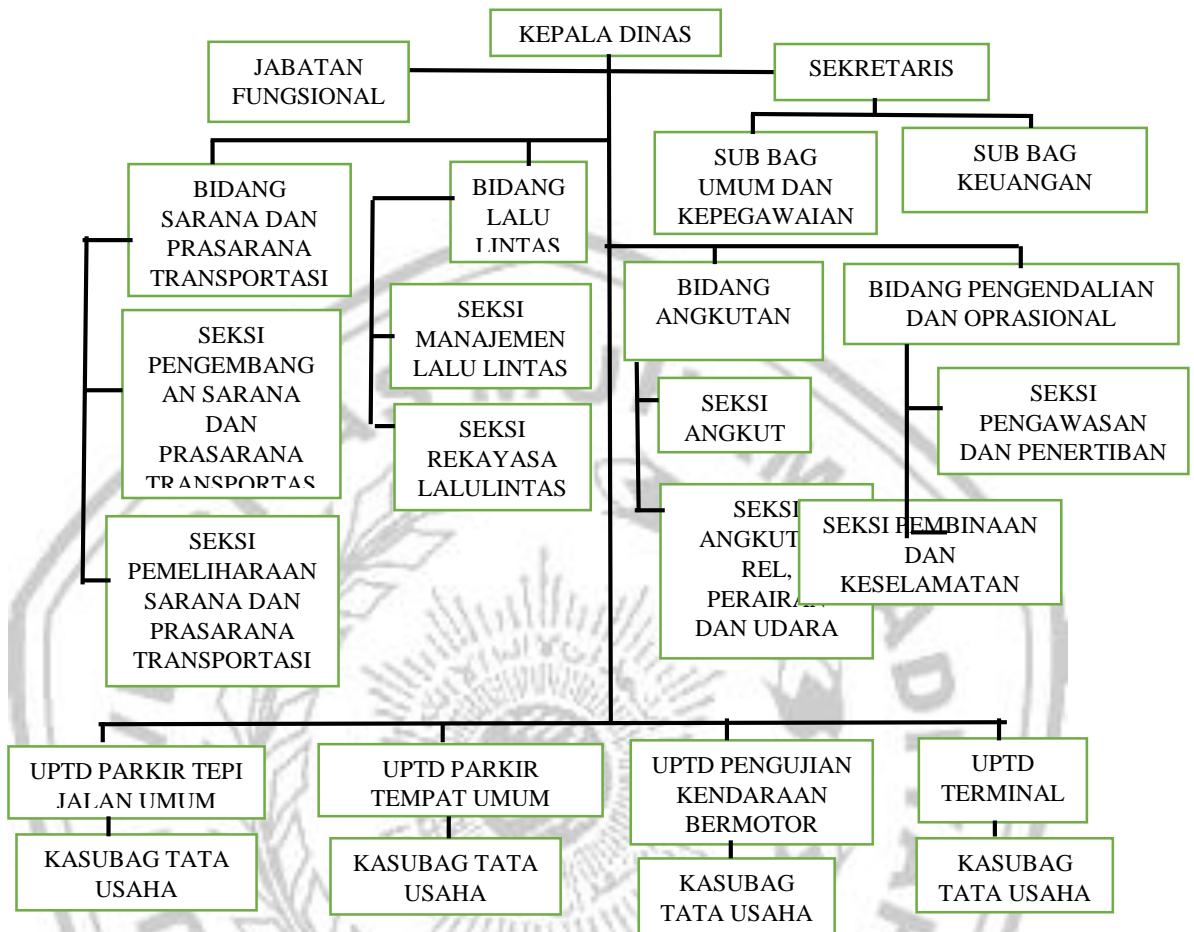 KEPALA DINAS
JABATAN
FUNGSIONAL
SEKRETARIS
SUB BAG
UMUM DAN
KEPEGAWAIAN
SUB BAG
KEUANGAN
BIDANG
SARANA DAN
PRASARANA
TRANSPORTASI
BIDANG
LALU
LINTAS
BIDANG
ANGKUTAN
BIDANG PENGENDALIAN
DAN OPRASIONAL
SEKSI
PENGEMBANG
AN SARANA
DAN
PRASARANA
TRANSPORTAS
SEKSI
MANAJEMEN
LALU LINTAS
SEKSI
ANGKUT
SEKSI
PENGAWASAN
DAN PENERTIBAN
SEKSI
REKAYASA
LALULINTAS
SEKSI
ANGKUT
REL,
PERAIRAN
DAN UDARA
SEKSI PEMBINAAN
DAN
KESELAMATAN
SEKSI
PEMELIHARAAN
SARANA DAN
PRASARANA
TRANSPORTASI
UPTD PARKIR TEPI
JALAN UMUM
UPTD PARKIR
TEMPAT UMUM
UPTD PENGUJIAN
KENDARAAN
BERMOTOR
UPTD
TERMINAL
KASUBAG TATA
USAHA
KASUBAG TATA
USAHA
KASUBAG
TATA USAHA
KASUBAG
TATA USAHA